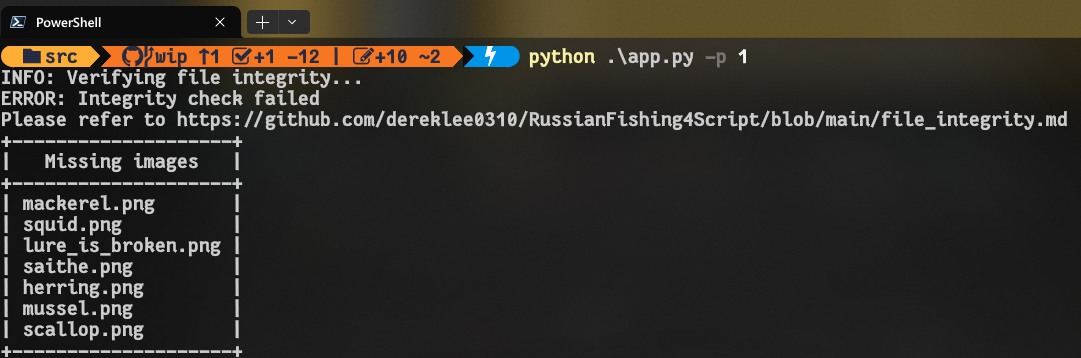 PowerShell
src wip ↑1 +1 −12 | +10 ~2 python .\app.py -p 1
INFO: Verifying file integrity...
ERROR: Integrity check failed
Please refer to https://github.com/dereklee0310/RussianFishing4Script/blob/main/file_integrity.md
+--------------------+
|   Missing images   |
+--------------------+
| mackerel.png       |
| squid.png          |
| lure_is_broken.png |
| saithe.png         |
| herring.png        |
| mussel.png         |
| scallop.png        |
+--------------------+